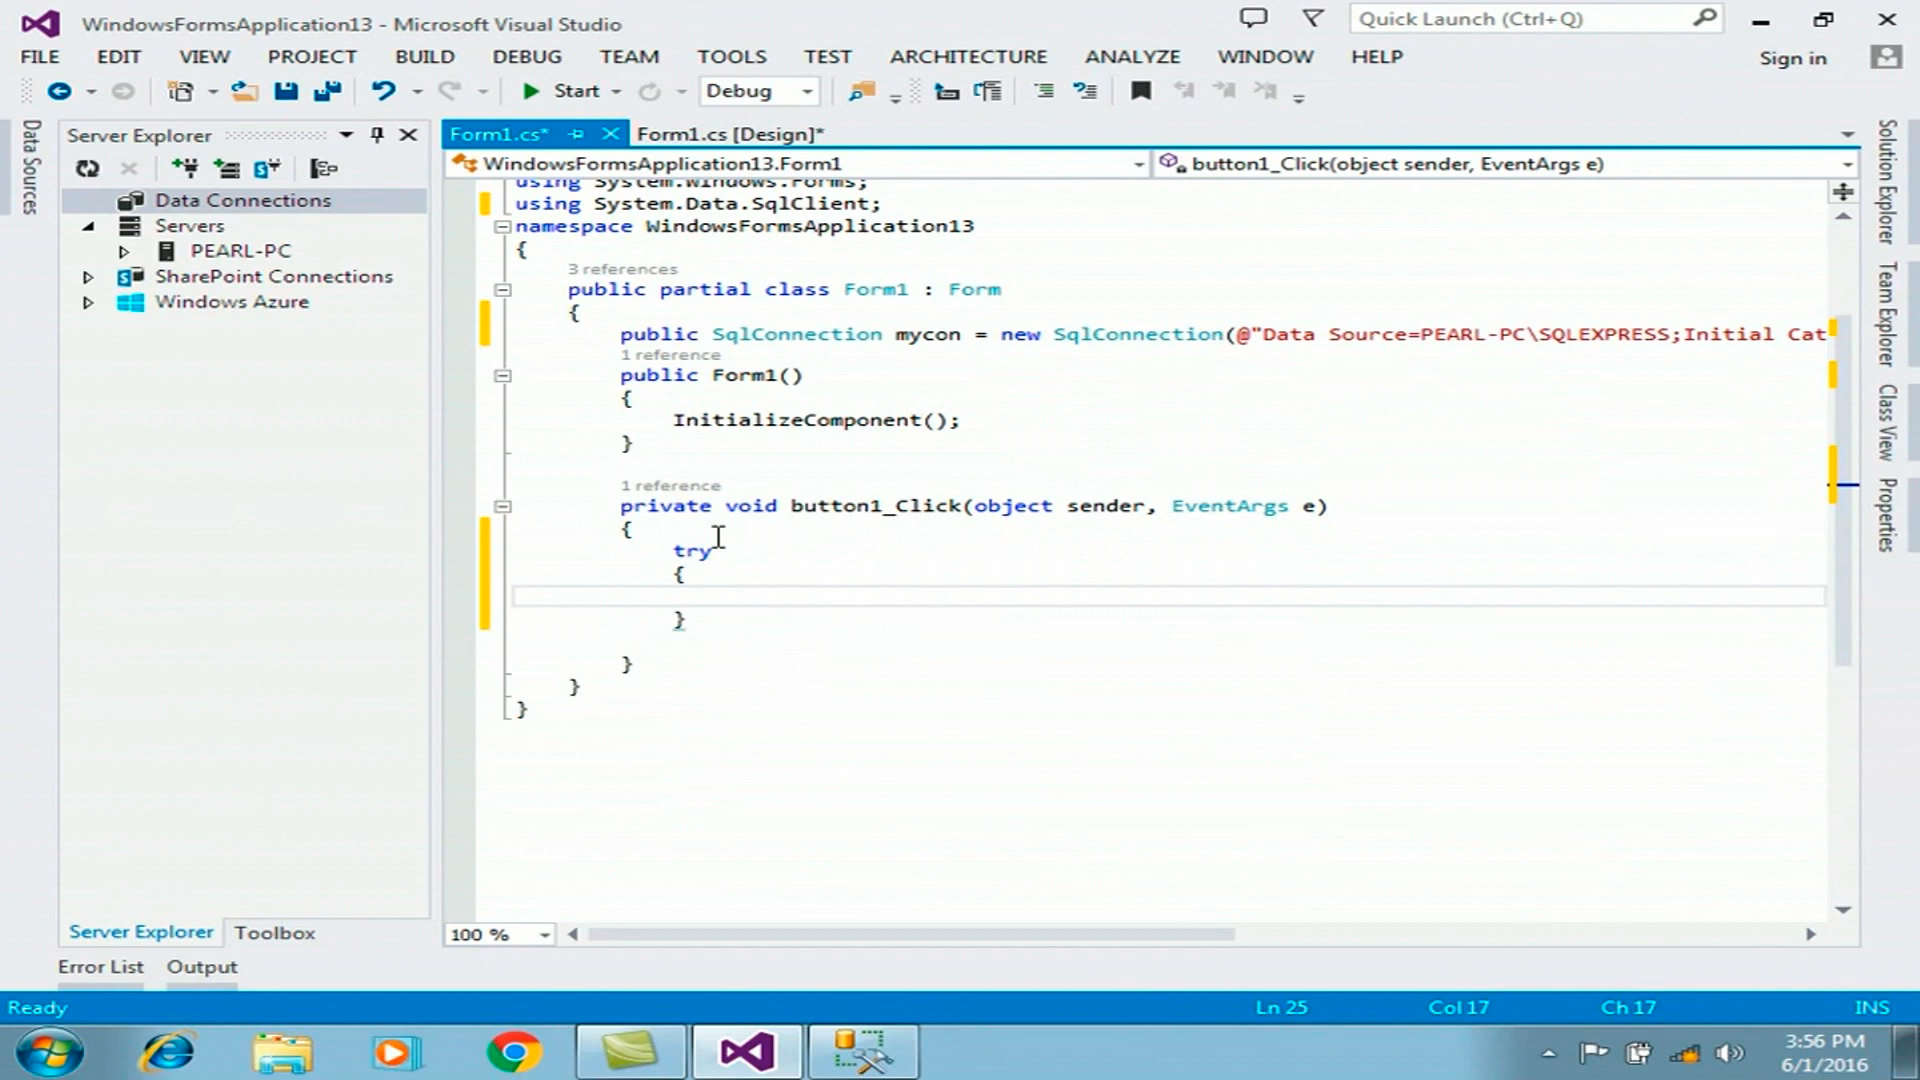 WindowsFormsApplication13 - Microsoft Visual Studio
Quick Launch (Ctrl+Q)
FILE EDIT VIEW PROJECT BUILD DEBUG TEAM TOOLS TEST ARCHITECTURE ANALYZE WINDOW HELP
Sign in
Start
Debug
Data Sources
Server Explorer
Data Connections
Servers
PEARL-PC
SharePoint Connections
Windows Azure
Server Explorer Toolbox
Form1.cs* Form1.cs [Design]*
WindowsFormsApplication13.Form1
button1_Click(object sender, EventArgs e)
using System.Windows.Forms;
using System.Data.SqlClient;
namespace WindowsFormsApplication13
{
3 references
public partial class Form1 : Form
{
public SqlConnection mycon = new SqlConnection(@"Data Source=PEARL-PC\SQLEXPRESS;Initial Cat
1 reference
public Form1()
{
InitializeComponent();
}
1 reference
private void button1_Click(object sender, EventArgs e)
{
try
{
}
}
}
}
100 %
Solution Explorer
Team Explorer
Class View
Properties
Error List Output
Ready
Ln 25
Col 17
Ch 17
INS
3:56 PM
6/1/2016